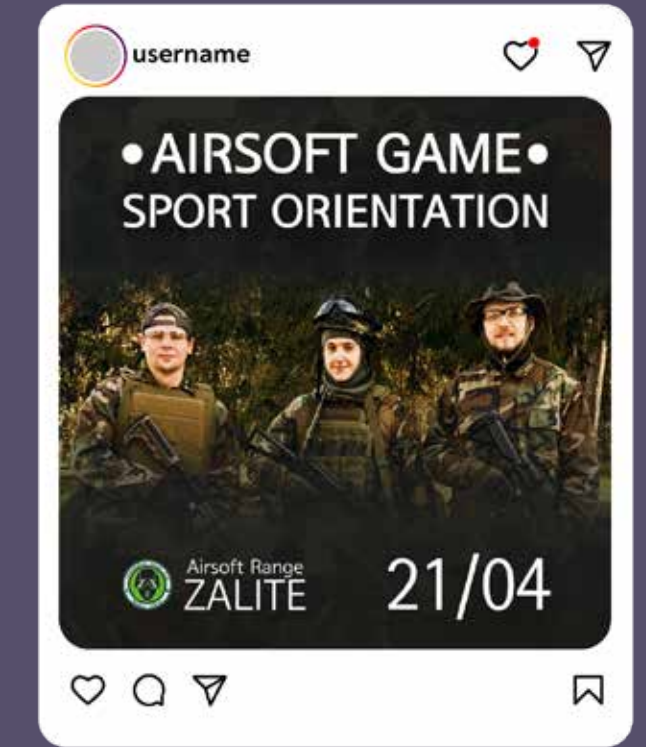 username
•AIRSOFT GAME•
SPORT ORIENTATION
Airsoft Range
ZALITE
21/04